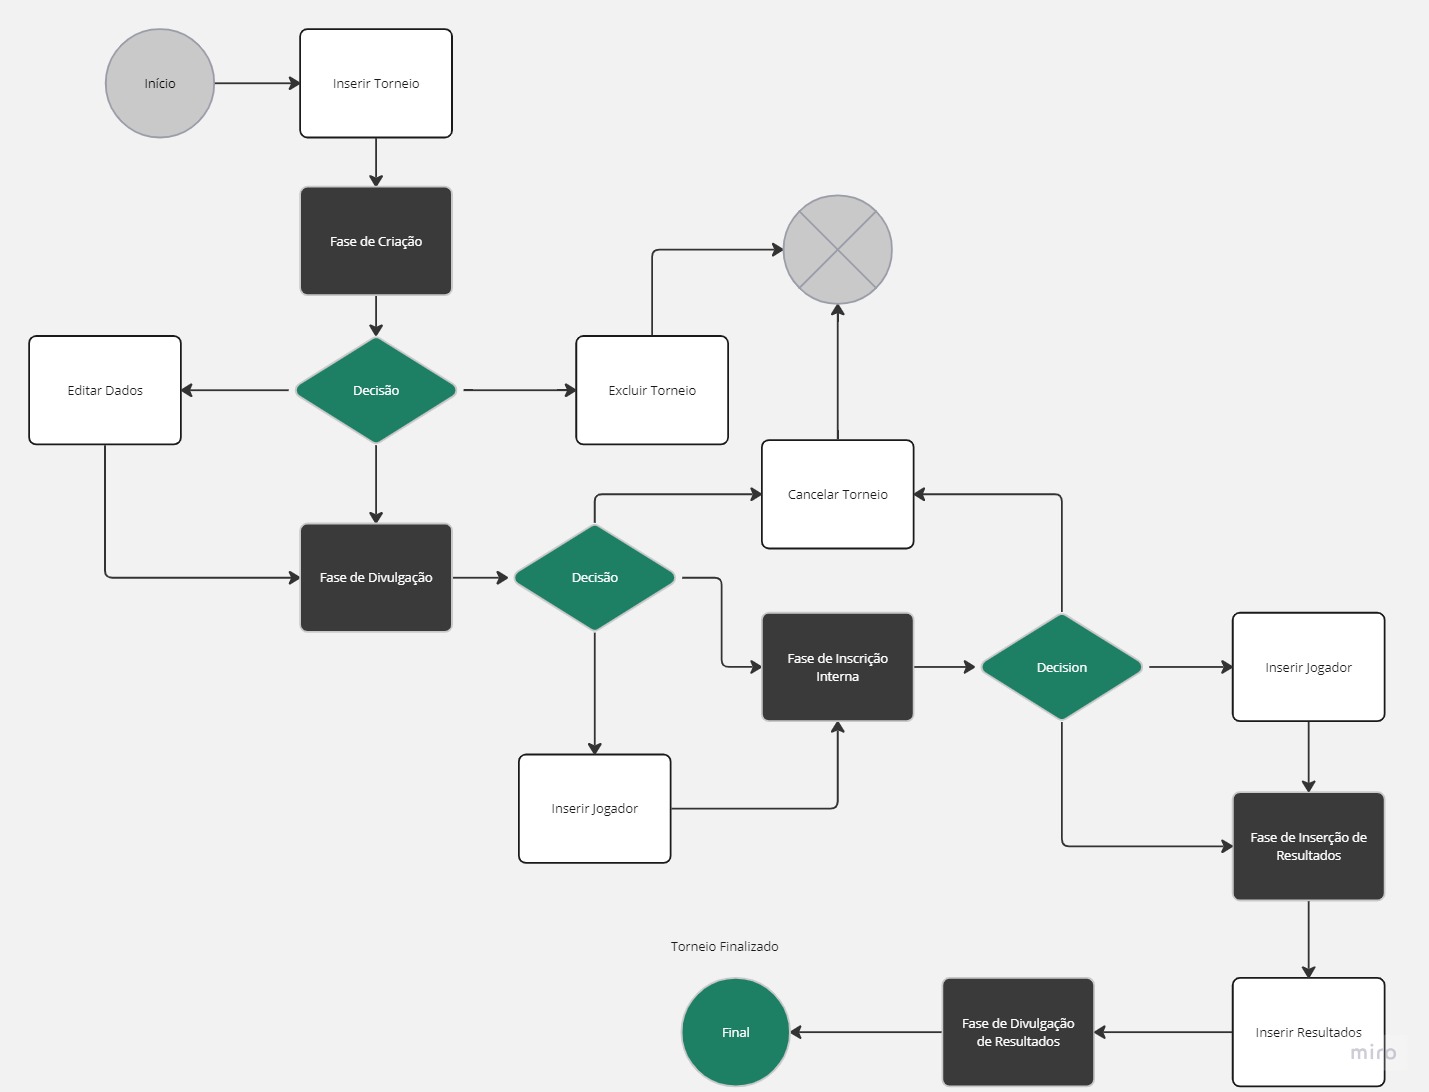 Início
Inserir Torneio
Fase de Criação
Editar Dados
Decisão
Excluir Torneio
Cancelar Torneio
Fase de Divulgação
Decisão
Fase de Inscrição
Interna
Decision
Inserir Jogador
Inserir Jogador
Fase de Inserção de
Resultados
Torneio Finalizado
Final
Fase de Divulgação
de Resultados
Inserir Resultados
miro